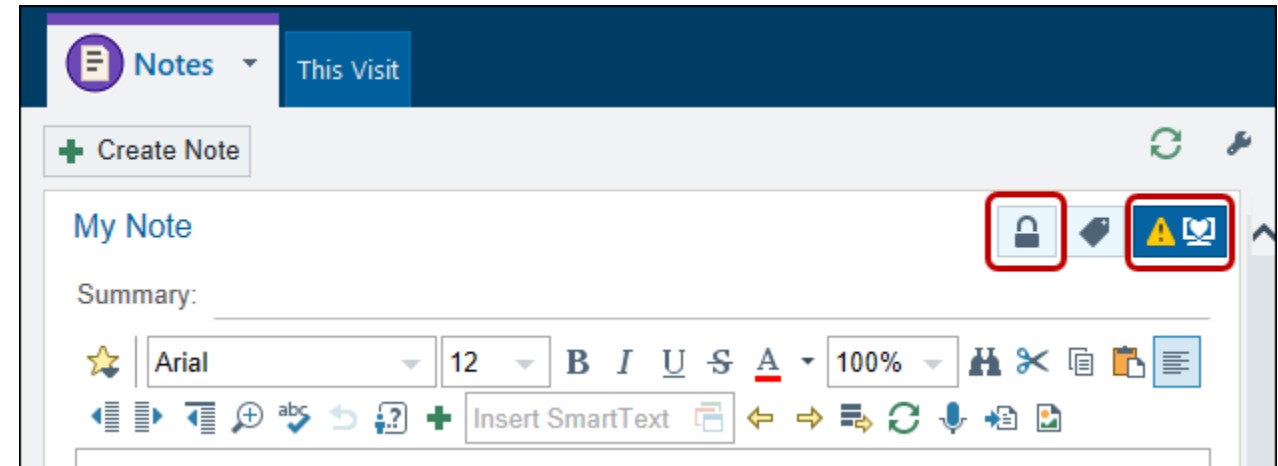 Notes
This Visit
Create Note
My Note
Summary:
Arial 12 B I U S A 100%
abc ? Insert SmartText